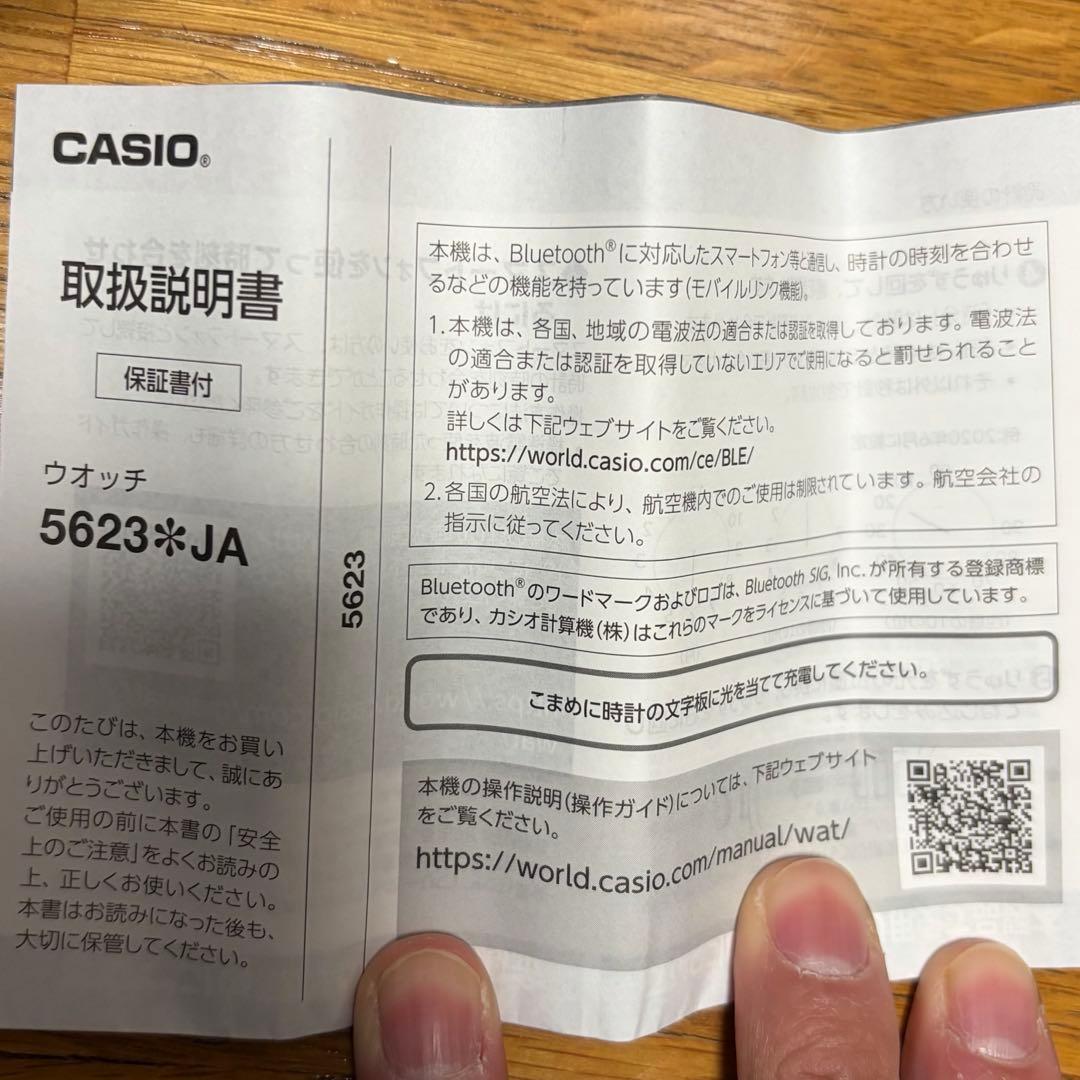 CASIO®
取扱説明書
保証書付
ウオッチ
5623✻JA
このたびは、本機をお買い
上げいただきまして、誠にあ
りがとうございます。
ご使用の前に本書の「安全
上のご注意」をよくお読みの
上、正しくお使いください。
本書はお読みになった後も、
大切に保管してください。
5623
本機は、Bluetooth®に対応したスマートフォン等と通信し、時計の時刻を合わせ
るなどの機能を持っています(モバイルリンク機能)。
1.本機は、各国、地域の電波法の適合または認証を取得しております。電波法
の適合または認証を取得していないエリアでご使用になると罰せられること
があります。
詳しくは下記ウェブサイトをご覧ください。
https://world.casio.com/ce/BLE/
2.各国の航空法により、航空機内でのご使用は制限されています。航空会社の
指示に従ってください。
Bluetooth®のワードマークおよびロゴは、Bluetooth SIG, Inc.が所有する登録商標
であり、カシオ計算機(株)はこれらのマークをライセンスに基づいて使用しています。
こまめに時計の文字板に光を当てて充電してください。
本機の操作説明(操作ガイド)については、下記ウェブサイト
をご覧ください。
https://world.casio.com/manual/wat/